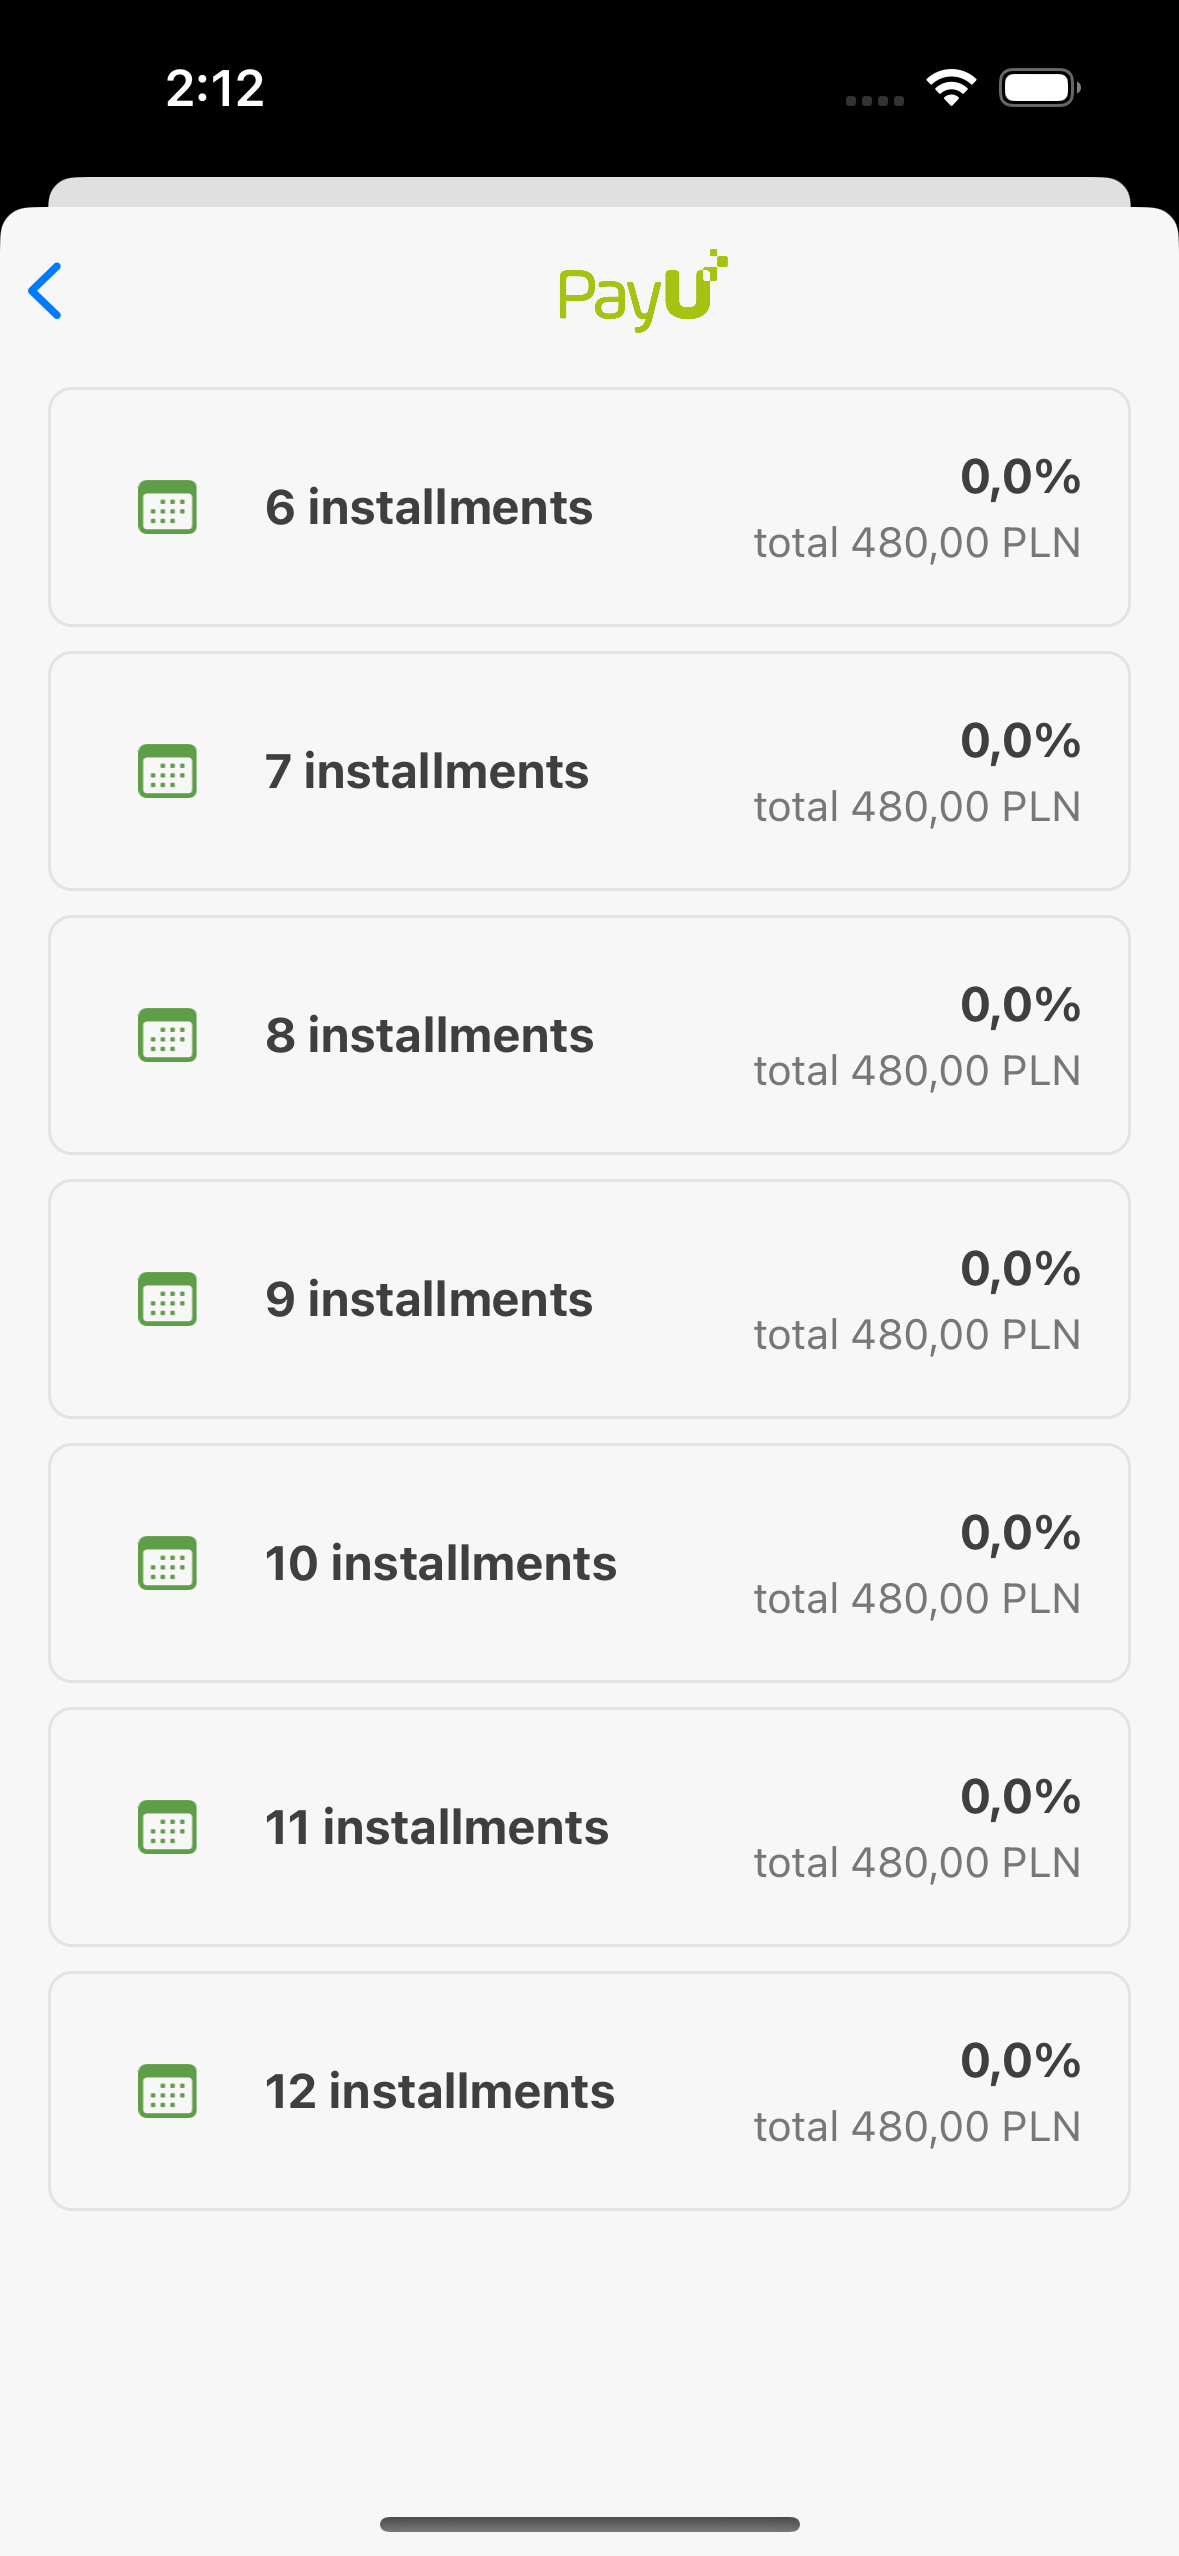 2:12
PayU
6 installments
0,0%
total 480,00 PLN
7 installments
0,0%
total 480,00 PLN
8 installments
0,0%
total 480,00 PLN
9 installments
0,0%
total 480,00 PLN
10 installments
0,0%
total 480,00 PLN
11 installments
0,0%
total 480,00 PLN
12 installments
0,0%
total 480,00 PLN